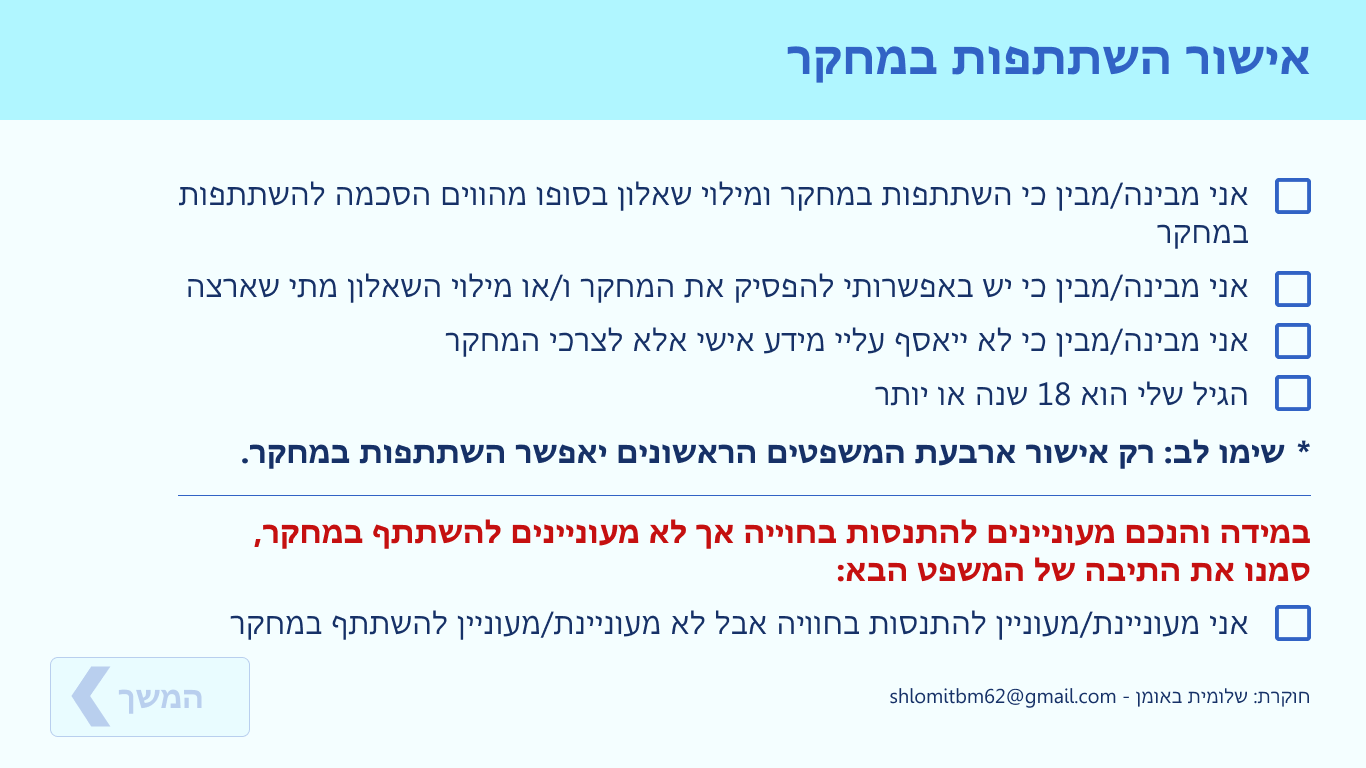 אישור השתתפות במחקר
אני מבינה/מבין כי השתתפות במחקר ומילוי שאלון בסופו מהווים הסכמה להשתתפות
במחקר
אני מבינה/מבין כי יש באפשרותי להפסיק את המחקר ו/או מילוי השאלון מתי שארצה
אני מבינה/מבין כי לא ייאסף עליי מידע אישי אלא לצרכי המחקר
הגיל שלי הוא 18 שנה או יותר
* שימו לב: רק אישור ארבעת המשפטים הראשונים יאפשר השתתפות במחקר.
במידה והנכם מעוניינים להתנסות בחוייה אך לא מעוניינים להשתתף במחקר,
סמנו את התיבה של המשפט הבא:
אני מעוניינת/מעוניין להתנסות בחוויה אבל לא מעוניינת/מעוניין להשתתף במחקר
המשך
חוקרת: שלומית באומן - shlomitbm62@gmail.com